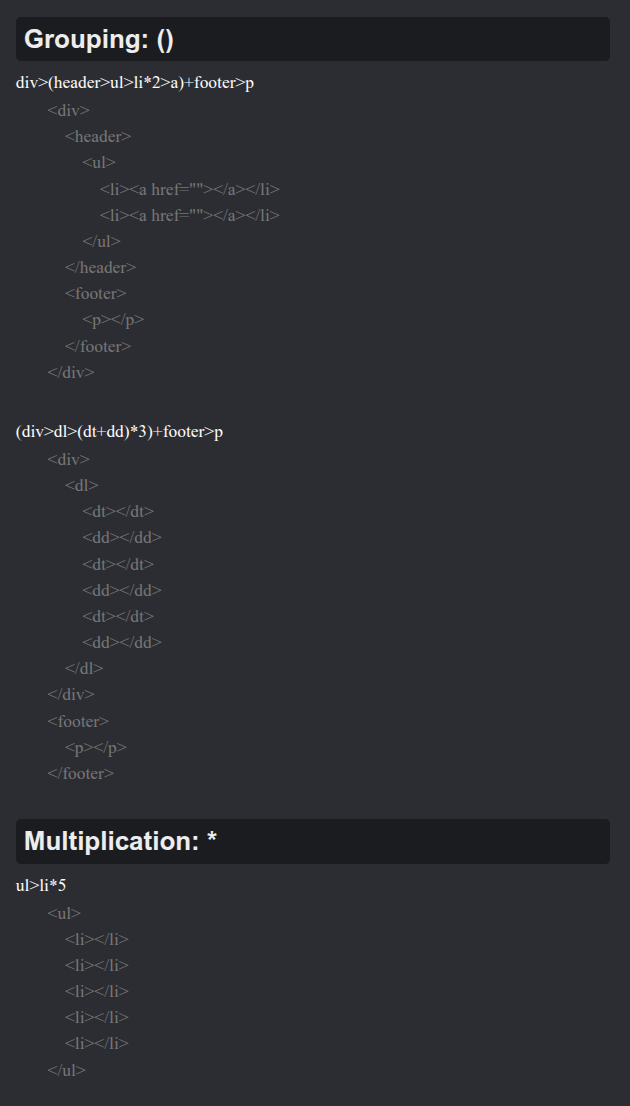 Grouping: ()
div>(header>ul>li*2>a)+footer>p
<div>
<header>
<ul>
<li><a href=""></a></li>
<li><a href=""></a></li>
</ul>
</header>
<footer>
<p></p>
</footer>
</div>
(div>dl>(dt+dd)*3)+footer>p
<div>
<dl>
<dt></dt>
<dd></dd>
<dt></dt>
<dd></dd>
<dt></dt>
<dd></dd>
</dl>
</div>
<footer>
<p></p>
</footer>
Multiplication: *
ul>li*5
<ul>
<li></li>
<li></li>
<li></li>
<li></li>
<li></li>
</ul>